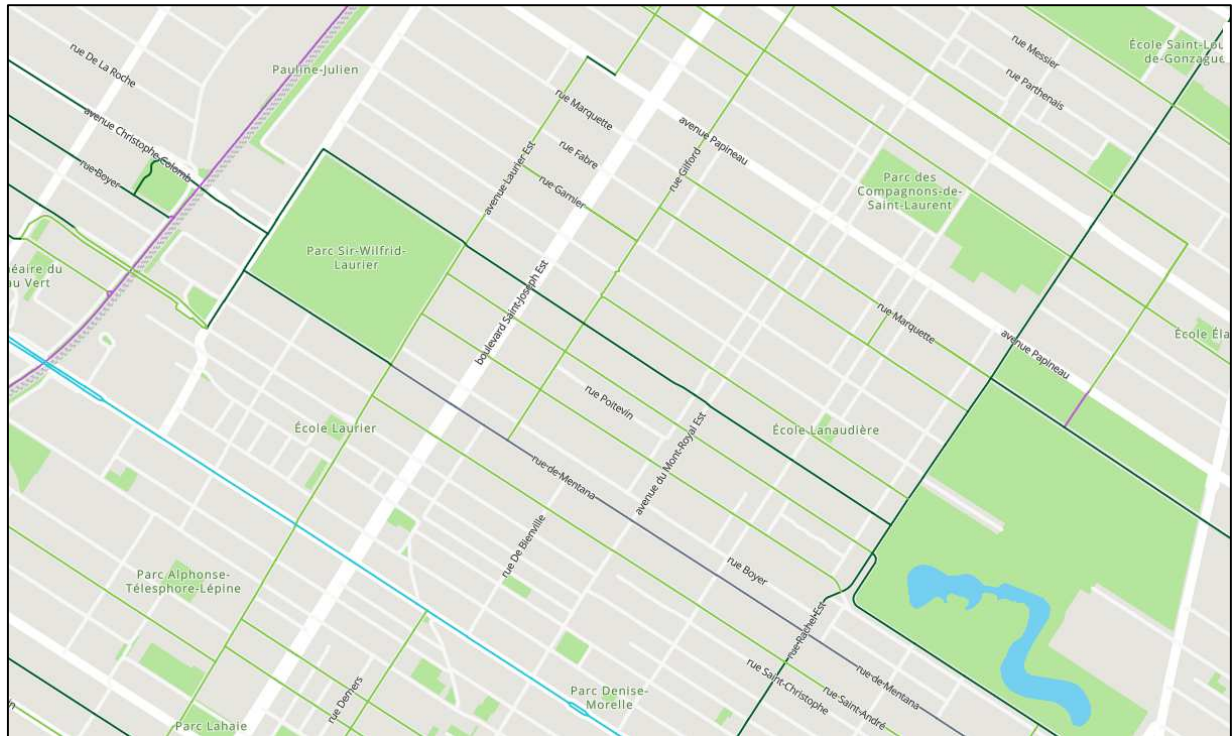 rue De La Roche
Pauline-Julien
rue Messier
École Saint-Lou
de-Gonzague
rue Parthenais
avenue Christophe Colomb
rue Marquette
avenue Papineau
rue Boyer
rue Fabre
avenue Laurier Est
rue Gilford
rue Garnier
Parc des
Compagnons-de-
Saint-Laurent
Parc Sir-Wilfrid-
Laurier
néaire du
au Vert
boulevard Saint-Joseph Est
rue Marquette
avenue Papineau
École Éla
rue Poitevin
École Laurier
avenue du Mont-Royal Est
École Lanaudière
rue de Mentana
rue De Bienville
rue Boyer
Parc Alphonse-
Télesphore-Lépine
rue Rachel Est
rue Saint-Christophe
rue de Mentana
rue Saint-André
rue Demers
Parc Denise-
Morelle
Parc Lahaie
in